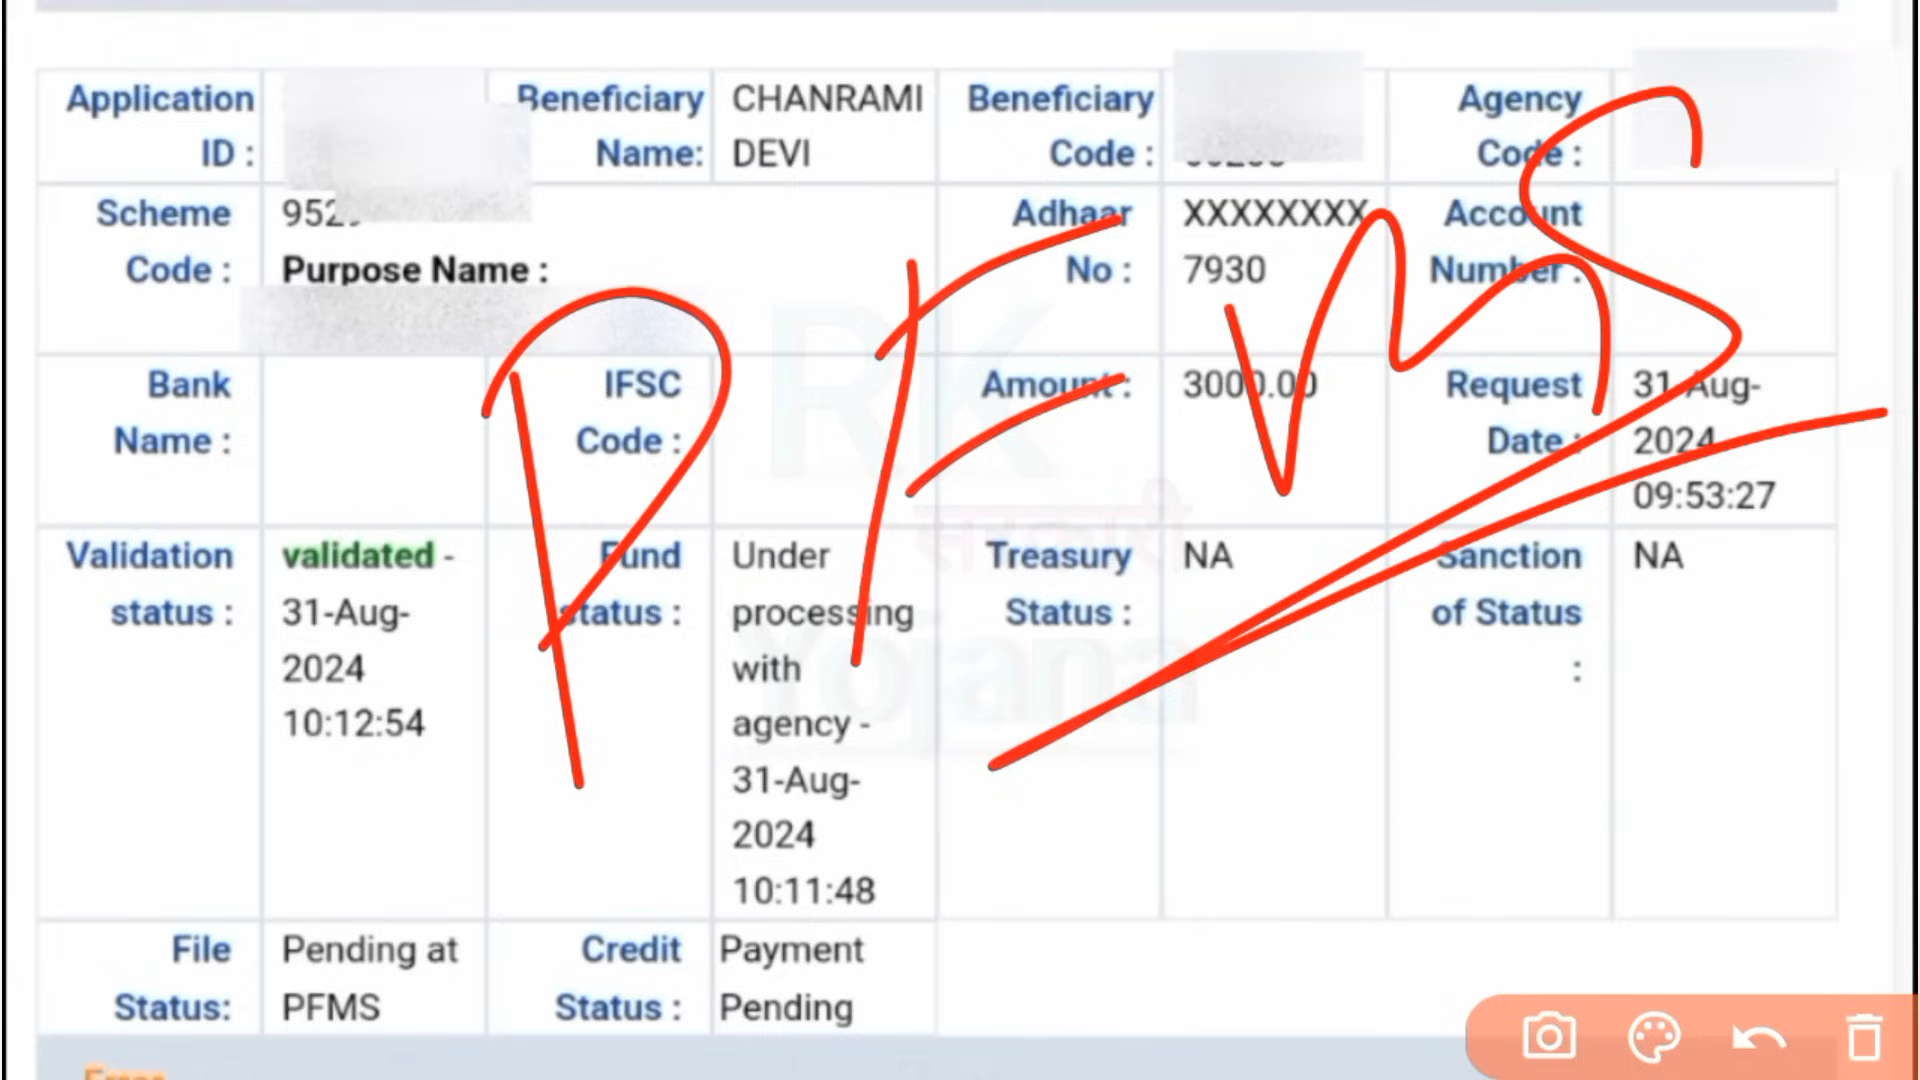 Application ID :
Beneficiary Name: CHANRAMI DEVI
Beneficiary Code :
Agency Code :
Scheme Code :
Purpose Name :
Adhaar No : XXXXXXXX 7930
Account Number :
Bank Name :
IFSC Code :
Amount : 3000.00
Request Date : 31-Aug-2024 09:53:27
Validation status : validated - 31-Aug-2024 10:12:54
Fund status : Under processing with agency - 31-Aug-2024 10:11:48
Treasury Status : NA
Sanction of Status : NA
File Status: Pending at PFMS
Credit Status : Payment Pending
PFMS
RK
सरकारी
Yojana